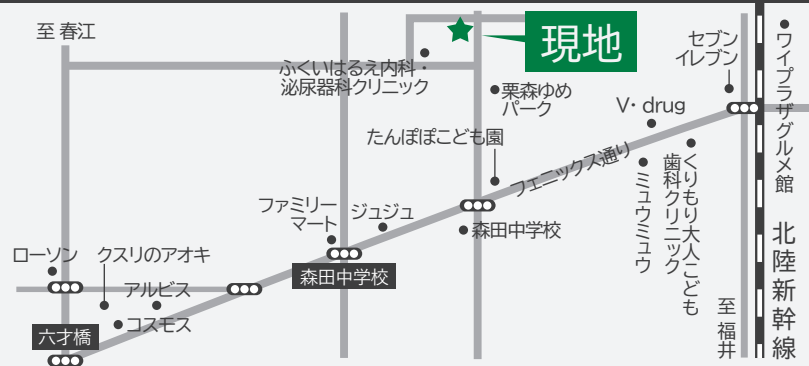 至 春江
現地
セブン
イレブン
ワイプラザグルメ館
ふくいはるえ内科・
泌尿器科クリニック
栗森ゆめ
パーク
V・drug
たんぽぽこども園
フェニックス通り
くりもり大人こども
歯科クリニック
ミュウミュウ
ファミリー
マート
ジュジュ
森田中学校
北陸新幹線
ローソン
クスリのアオキ
森田中学校
アルビス
コスモス
六才橋
至 福井